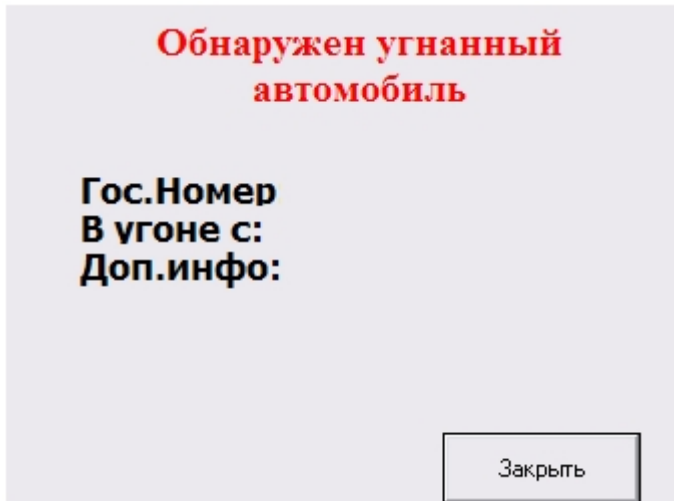 Обнаружен угнанный
автомобиль
Гос.Номер
В угоне с:
Доп.инфо:
Закрыть